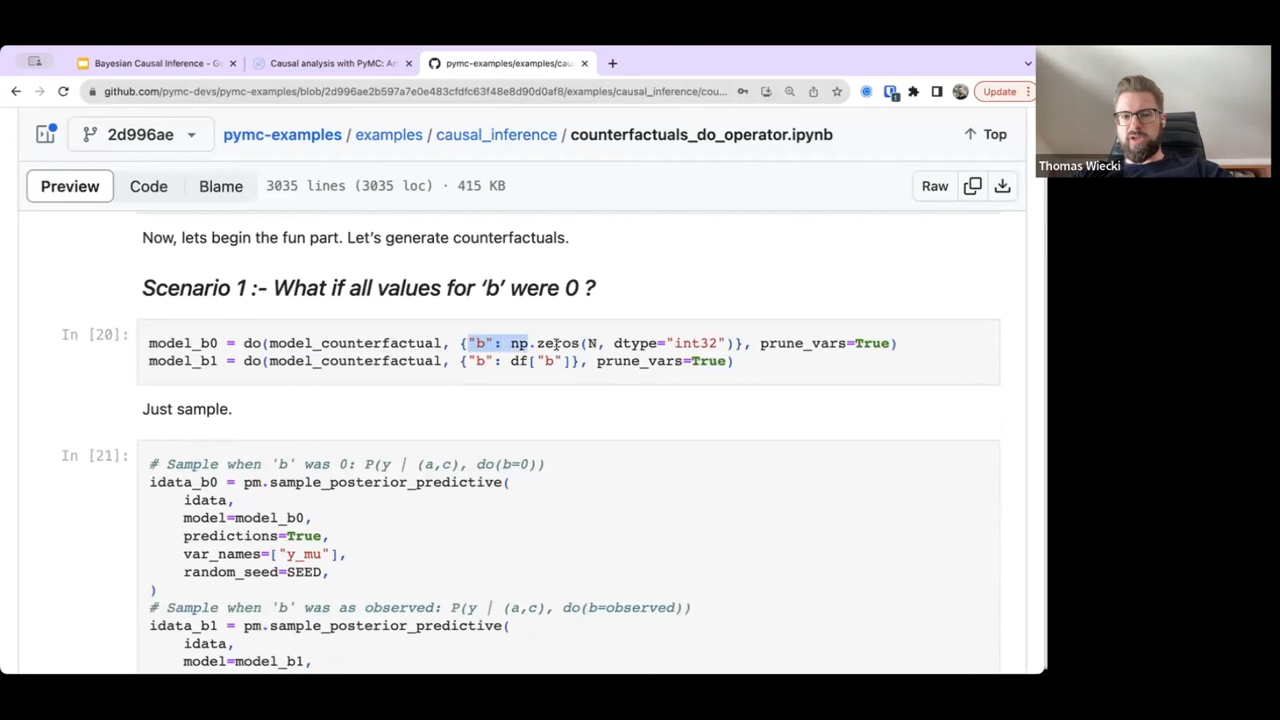 Bayesian Causal Inference - Go
Causal analysis with PyMC: An
pymc-examples/examples/cau
github.com/pymc-devs/pymc-examples/blob/2d996ae2b597a7e0e483cfdfc63f48e8d90d0af8/examples/causal_inference/cou...
Update
2d996ae
pymc-examples / examples / causal_inference / counterfactuals_do_operator.ipynb
Top
Preview Code Blame 3035 lines (3035 loc) · 415 KB
Raw
Thomas Wiecki
Now, lets begin the fun part. Let's generate counterfactuals.
Scenario 1 :- What if all values for 'b' were 0 ?
In [20]:
model_b0 = do(model_counterfactual, {"b": np.zeros(N, dtype="int32")}, prune_vars=True)
model_b1 = do(model_counterfactual, {"b": df["b"]}, prune_vars=True)
Just sample.
In [21]:
# Sample when 'b' was 0: P(y | (a,c), do(b=0))
idata_b0 = pm.sample_posterior_predictive(
idata,
model=model_b0,
predictions=True,
var_names=["y_mu"],
random_seed=SEED,
)
# Sample when 'b' was as observed: P(y | (a,c), do(b=observed))
idata_b1 = pm.sample_posterior_predictive(
idata,
model=model_b1,